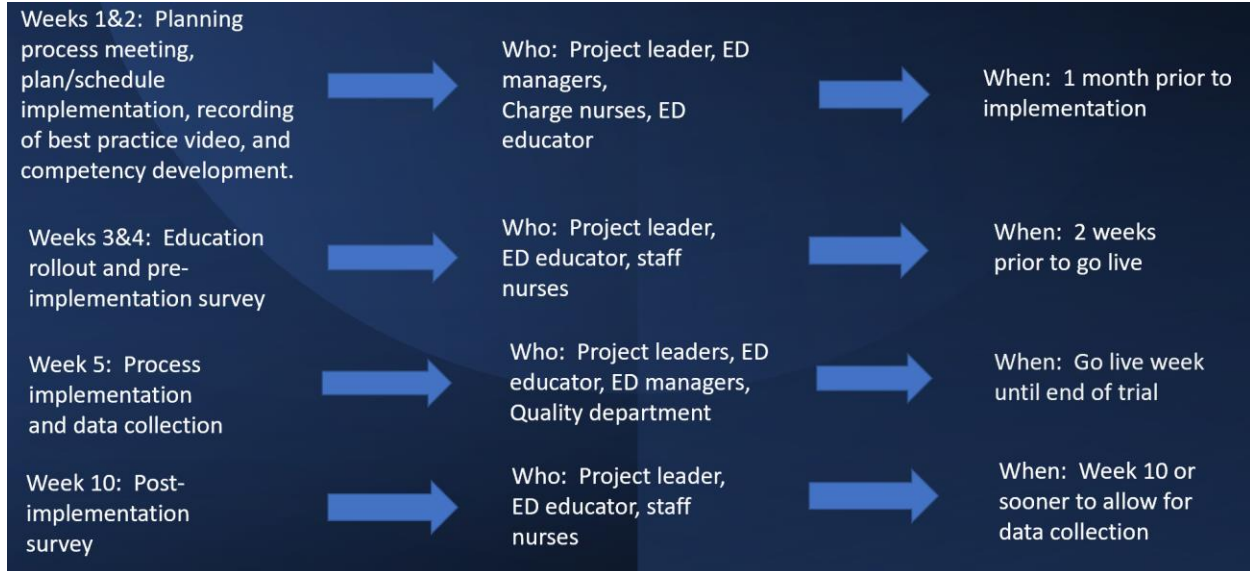 Weeks 1&2:  Planning
process meeting,
plan/schedule
implementation, recording
of best practice video, and
competency development.
Who:  Project leader, ED
managers,
Charge nurses, ED
educator
When:  1 month prior to
implementation
Weeks 3&4:  Education
rollout and pre-
implementation survey
Who:  Project leader,
ED educator, staff
nurses
When:  2 weeks
prior to go live
Week 5:  Process
implementation
and data collection
Who:  Project leaders, ED
educator, ED managers,
Quality department
When:  Go live week
until end of trial
Week 10:  Post-
implementation
survey
Who:  Project leader,
ED educator, staff
nurses
When:  Week 10 or
sooner to allow for
data collection